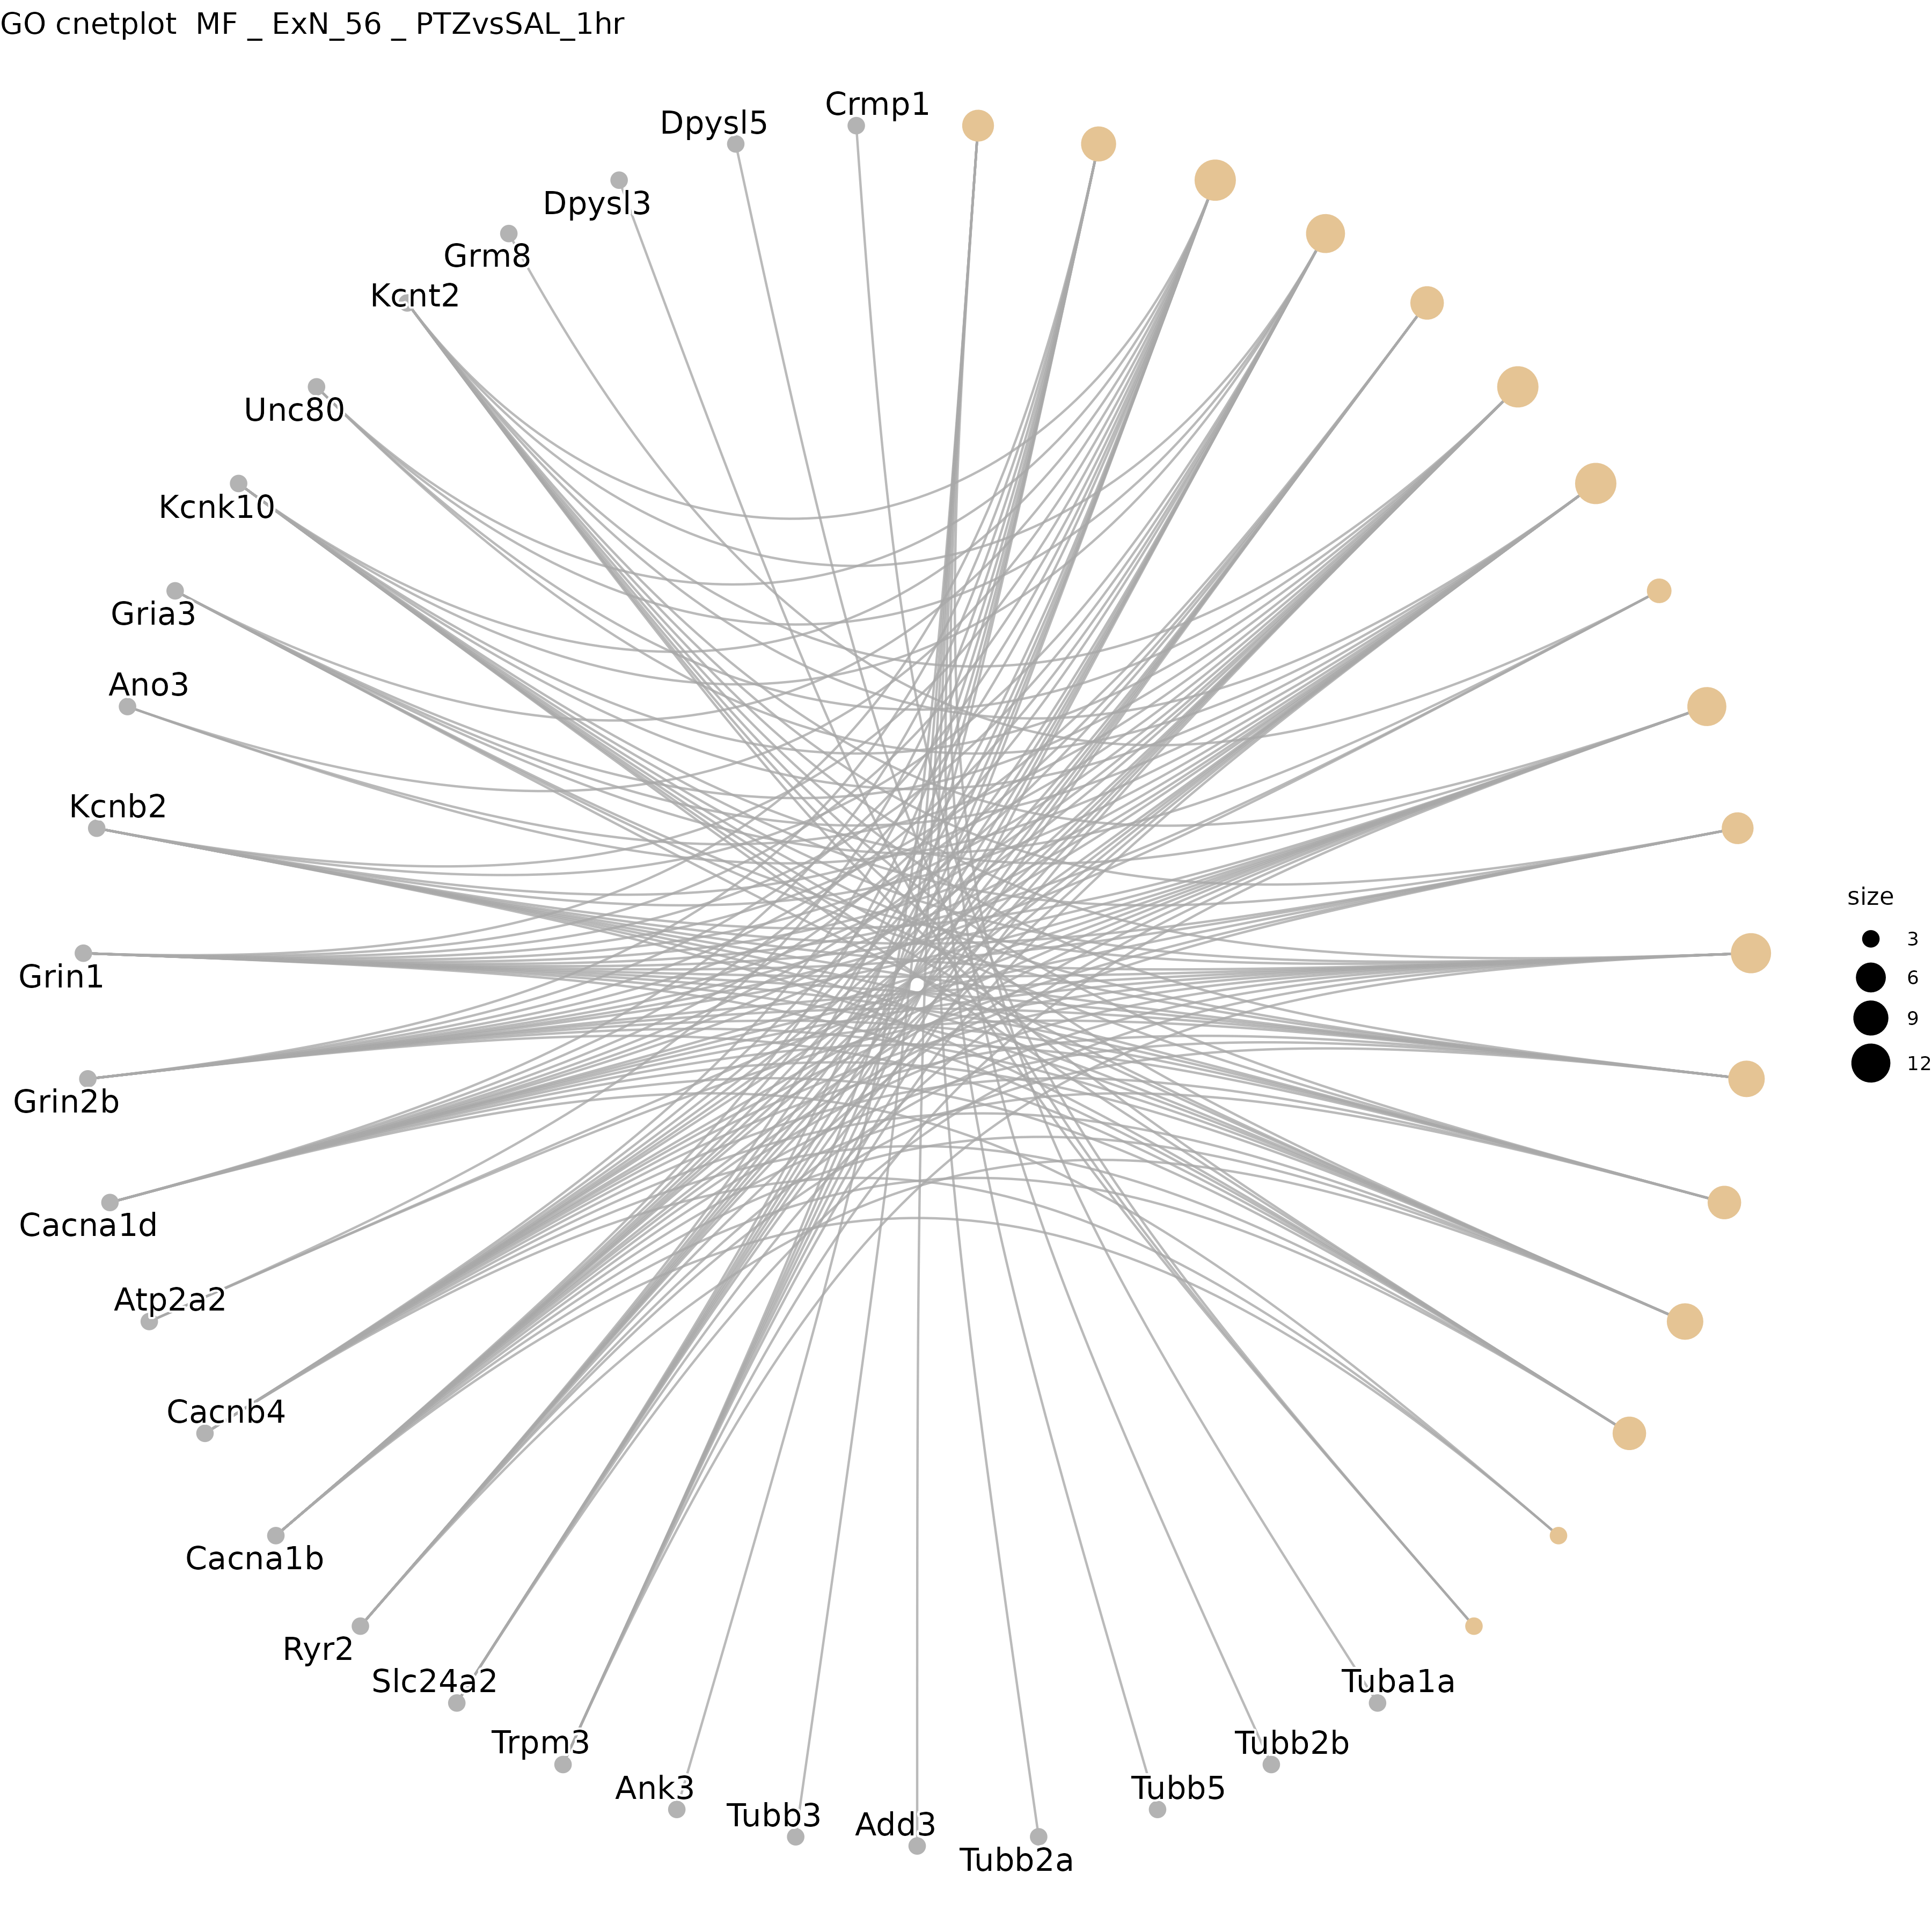 GO cnetplot  MF _ ExN_56 _ PTZvsSAL_1hr
Crmp1
Dpysl5
Dpysl3
Grm8
Kcnt2
Unc80
Kcnk10
Gria3
Ano3
Kcnb2
Grin1
Grin2b
Cacna1d
Atp2a2
Cacnb4
Cacna1b
Ryr2
Slc24a2
Trpm3
Ank3
Tubb3
Add3
Tubb2a
Tubb5
Tubb2b
Tuba1a
size
3
6
9
12